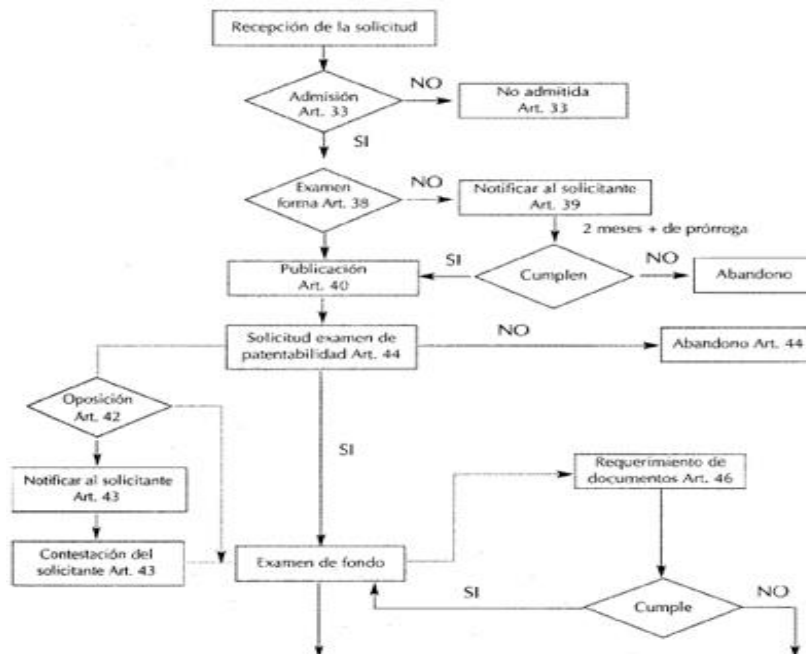 Recepción de la solicitud
Admisión
Art. 33
NO
No admitida
Art. 33
SI
Examen
forma Art. 38
NO
Notificar al solicitante
Art. 39
2 meses + de prórroga
Publicación
Art. 40
SI
Cumplen
NO
Abandono
Solicitud examen de
patentabilidad Art. 44
NO
Abandono Art. 44
Oposición
Art. 42
SI
Notificar al solicitante
Art. 43
Requerimiento de
documentos Art. 46
Contestación del
solicitante Art. 43
Examen de fondo
SI
Cumple
NO